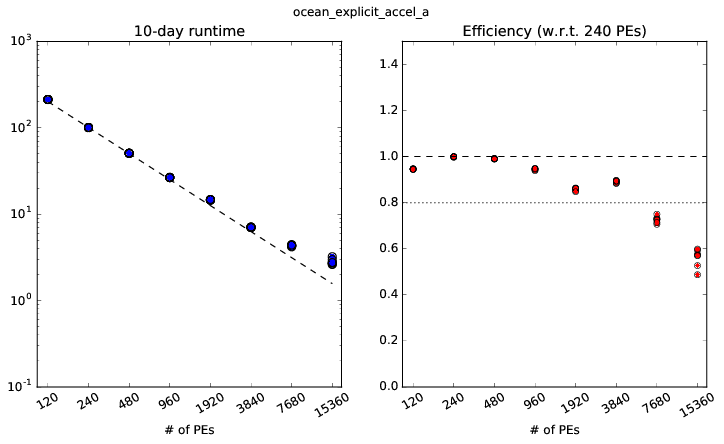 ocean_explicit_accel_a
10-day runtime
10³
10²
10¹
10⁰
10⁻¹
120 240 480 960 1920 3840 7680 15360
# of PEs
Efficiency (w.r.t. 240 PEs)
1.4
1.2
1.0
0.8
0.6
0.4
0.2
0.0
120 240 480 960 1920 3840 7680 15360
# of PEs